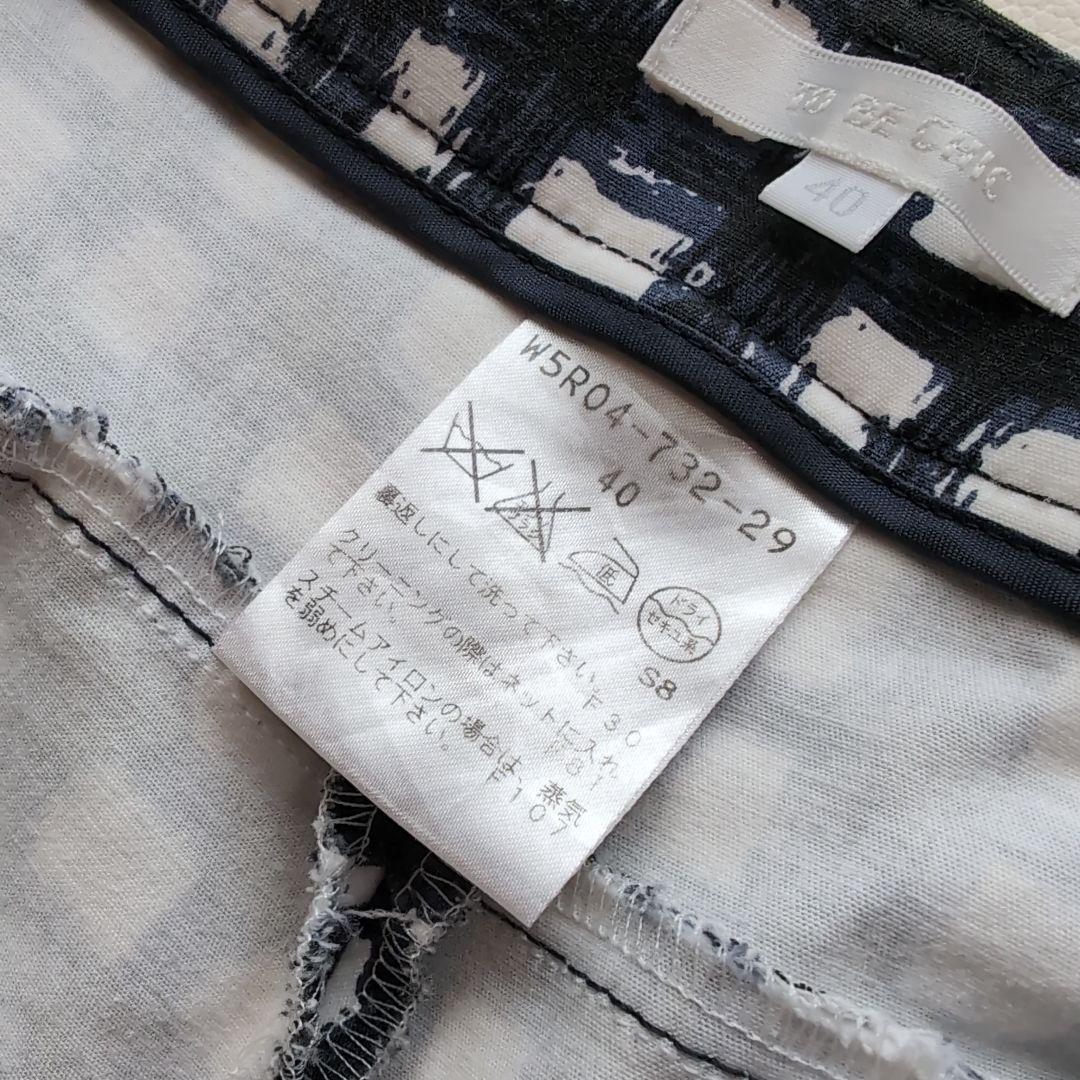 TO BE CHIC
40
W5R04-732-29
40
低
ドライ
セキユ系
S8
裏返しにして洗って下さい。F30
クリーニングの際はネットに入れ
て下さい。F81
スチームアイロンの場合は、蒸気
を弱めにして下さい。F107